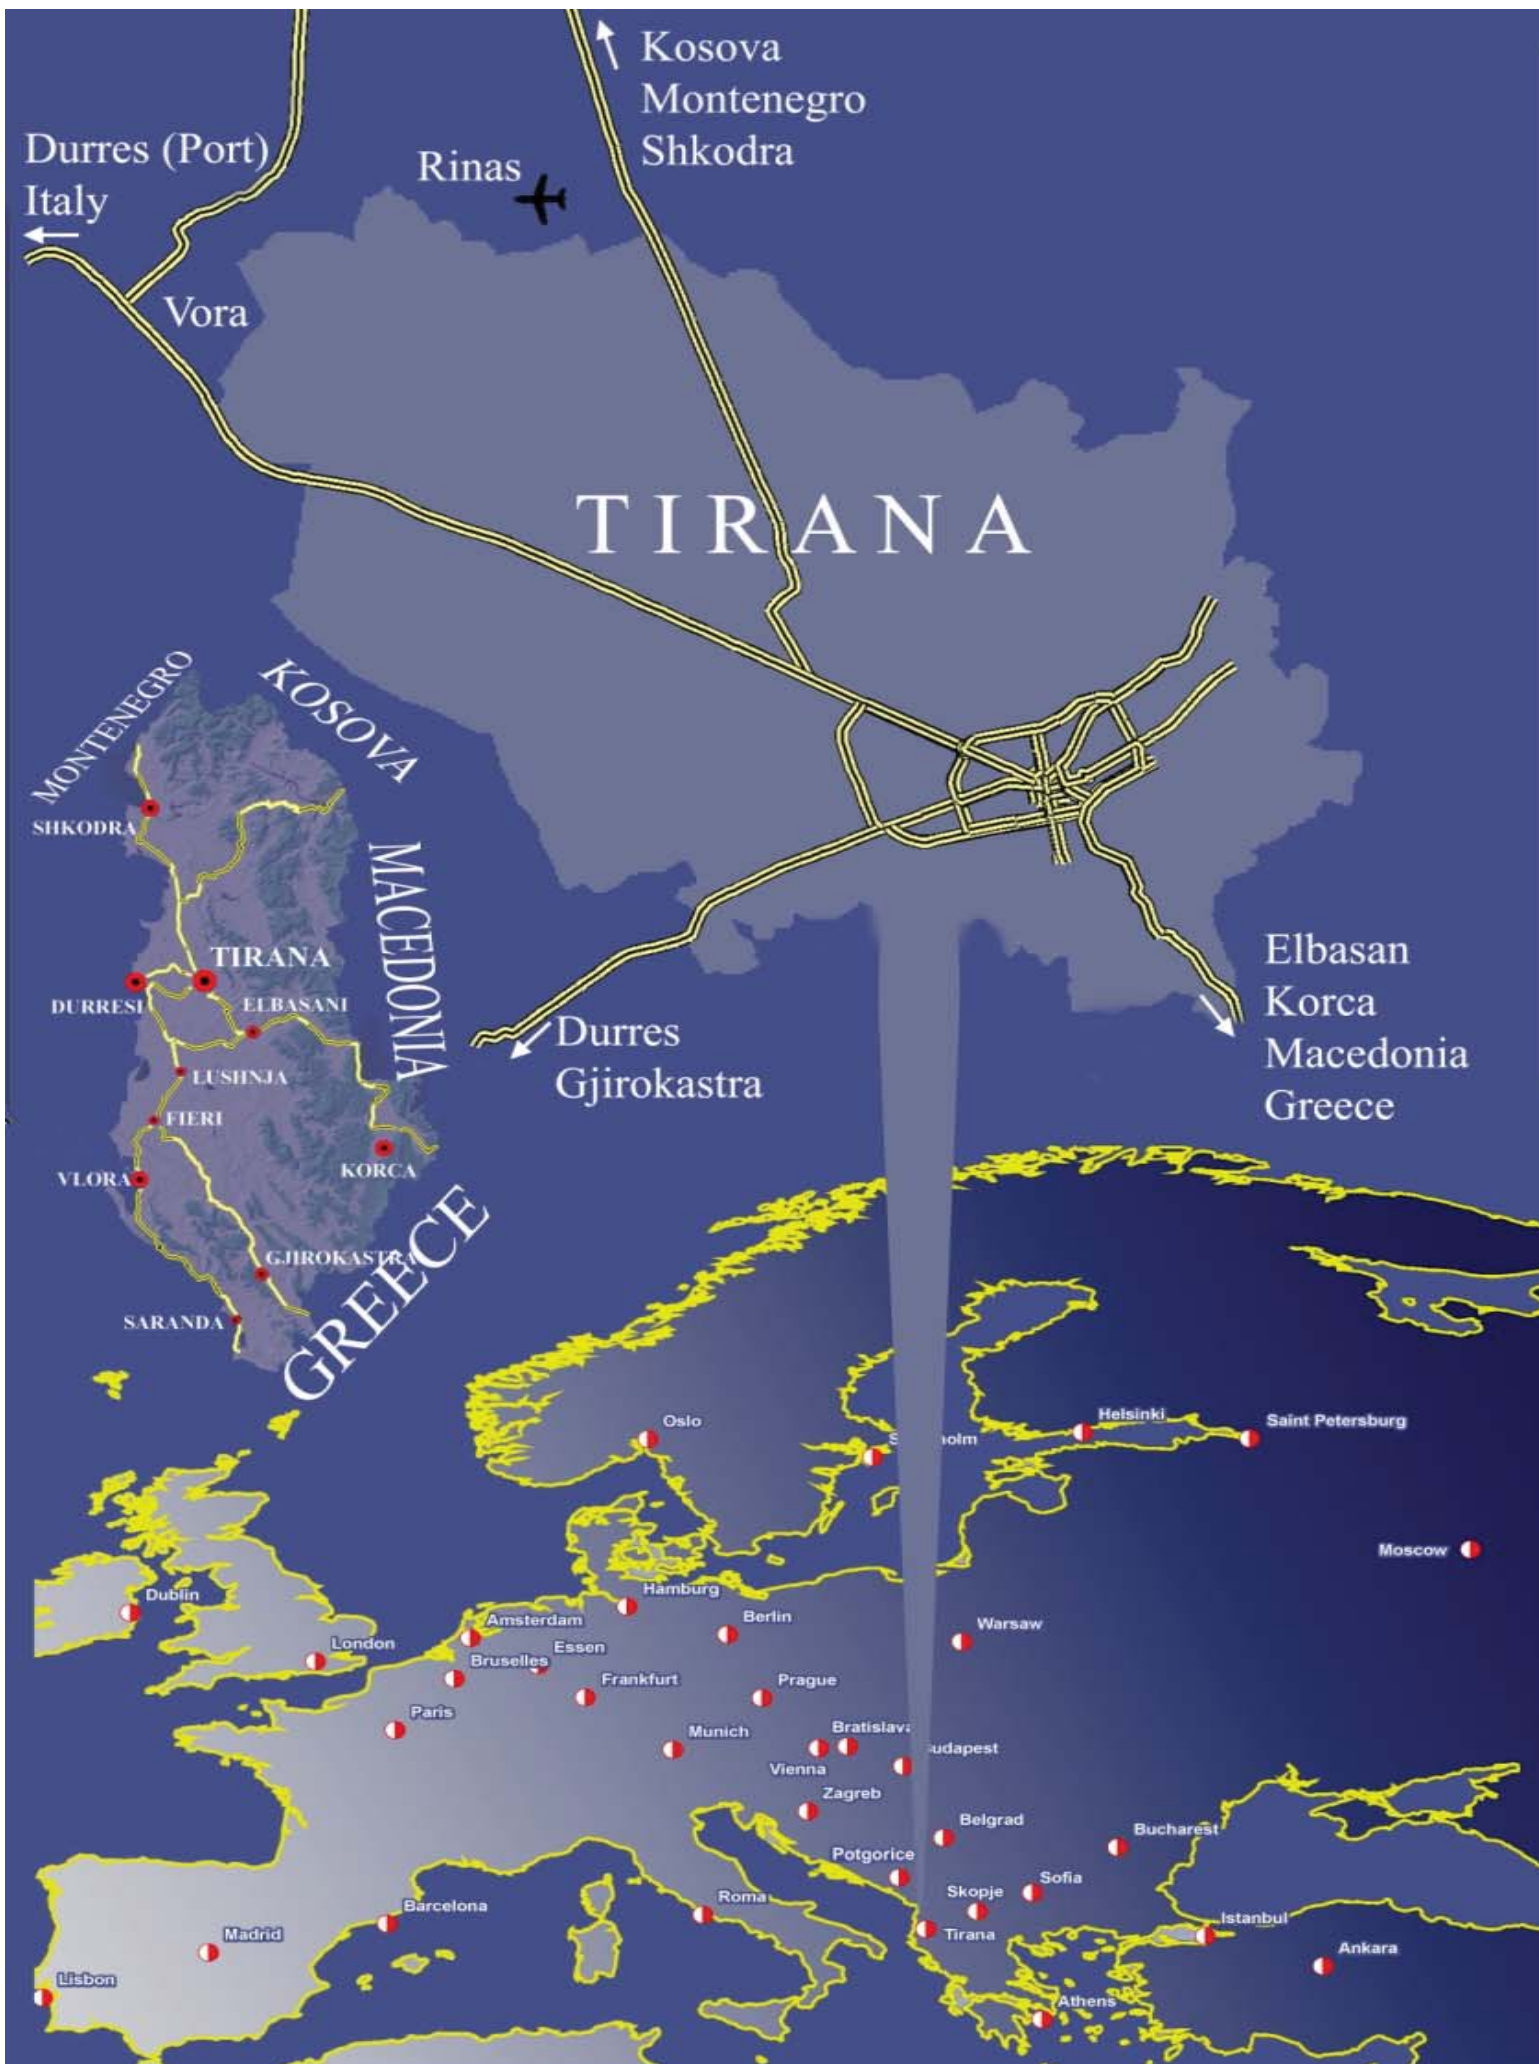 Kosova
Montenegro
Shkodra
Durres (Port)
Italy
Rinas
Vora
TIRANA
MONTENEGRO
KOSOVA
SHKODRA
MACEDONIA
TIRANA
DURRESI
ELBASANI
LUSHNJA
FIERI
VLORA
KORCA
GJIROKASTRA
SARANDA
GREECE
Durres
Gjirokastra
Elbasan
Korca
Macedonia
Greece
Oslo
Helsinki
Saint Petersburg
Moscow
Dublin
Hamburg
London
Amsterdam
Berlin
Warsaw
Bruselles
Essen
Frankfurt
Prague
Paris
Munich
Bratislava
Vienna
Zagreb
Belgrad
Bucharest
Potgorice
Skopje
Sofia
Barcelona
Roma
Tirana
Istanbul
Madrid
Ankara
Lisbon
Athens